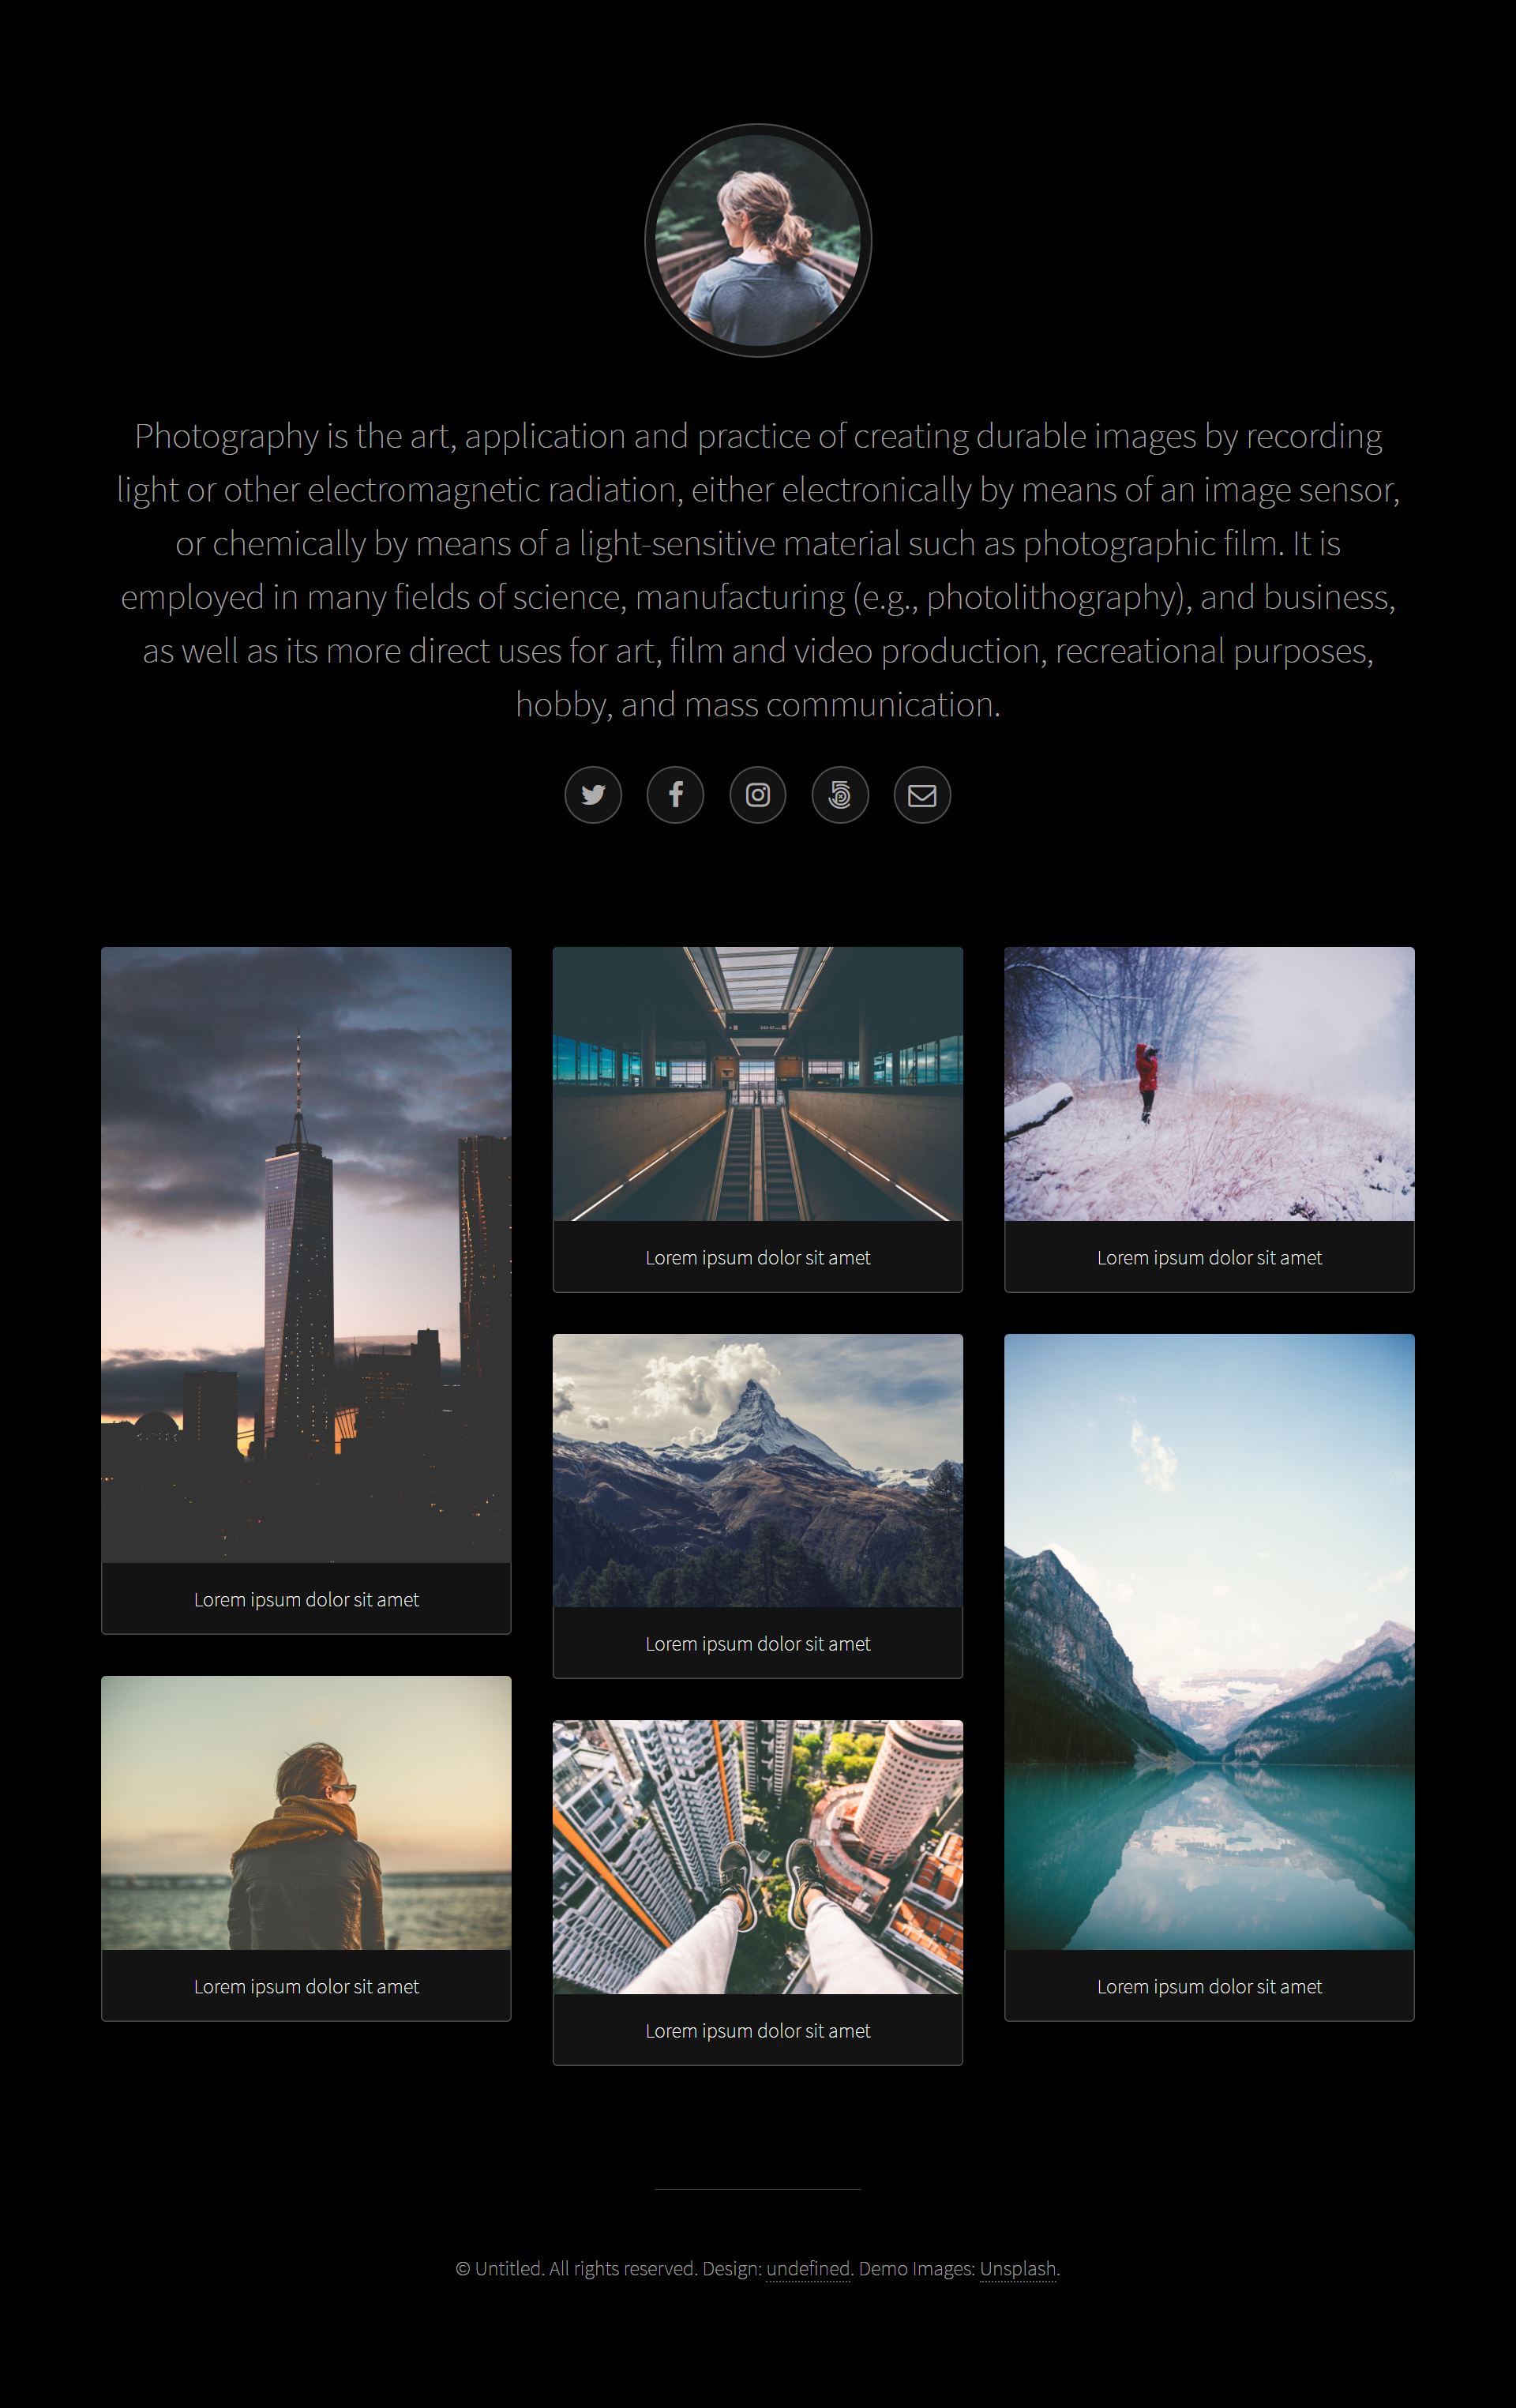 Photography is the art, application and practice of creating durable images by recording
light or other electromagnetic radiation, either electronically by means of an image sensor,
or chemically by means of a light-sensitive material such as photographic film. It is
employed in many fields of science, manufacturing (e.g., photolithography), and business,
as well as its more direct uses for art, film and video production, recreational purposes,
hobby, and mass communication.
Lorem ipsum dolor sit amet
Lorem ipsum dolor sit amet
Lorem ipsum dolor sit amet
Lorem ipsum dolor sit amet
Lorem ipsum dolor sit amet
Lorem ipsum dolor sit amet
Lorem ipsum dolor sit amet
© Untitled. All rights reserved. Design: undefined. Demo Images: Unsplash.